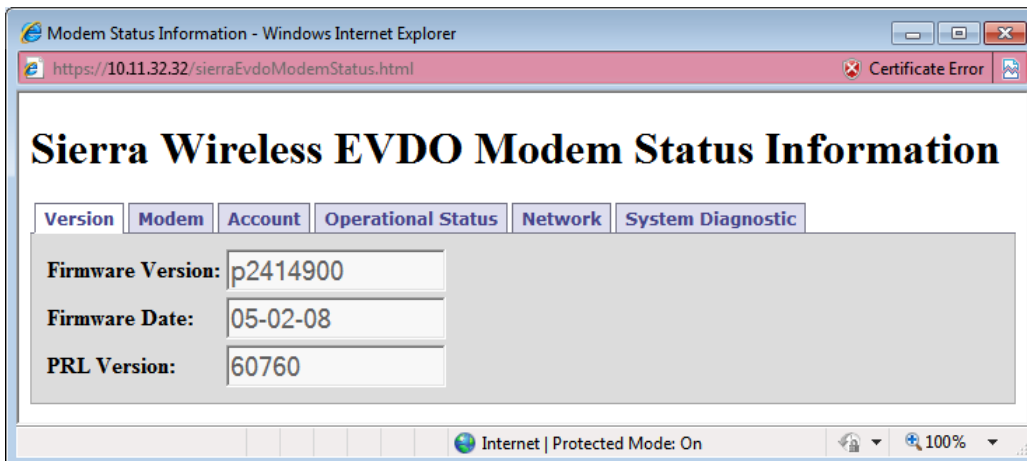 Modem Status Information - Windows Internet Explorer
https://10.11.32.32/sierraEvdoModemStatus.html Certificate Error
Sierra Wireless EVDO Modem Status Information
Version Modem Account Operational Status Network System Diagnostic
Firmware Version: p2414900
Firmware Date: 05-02-08
PRL Version: 60760
Internet | Protected Mode: On 100%